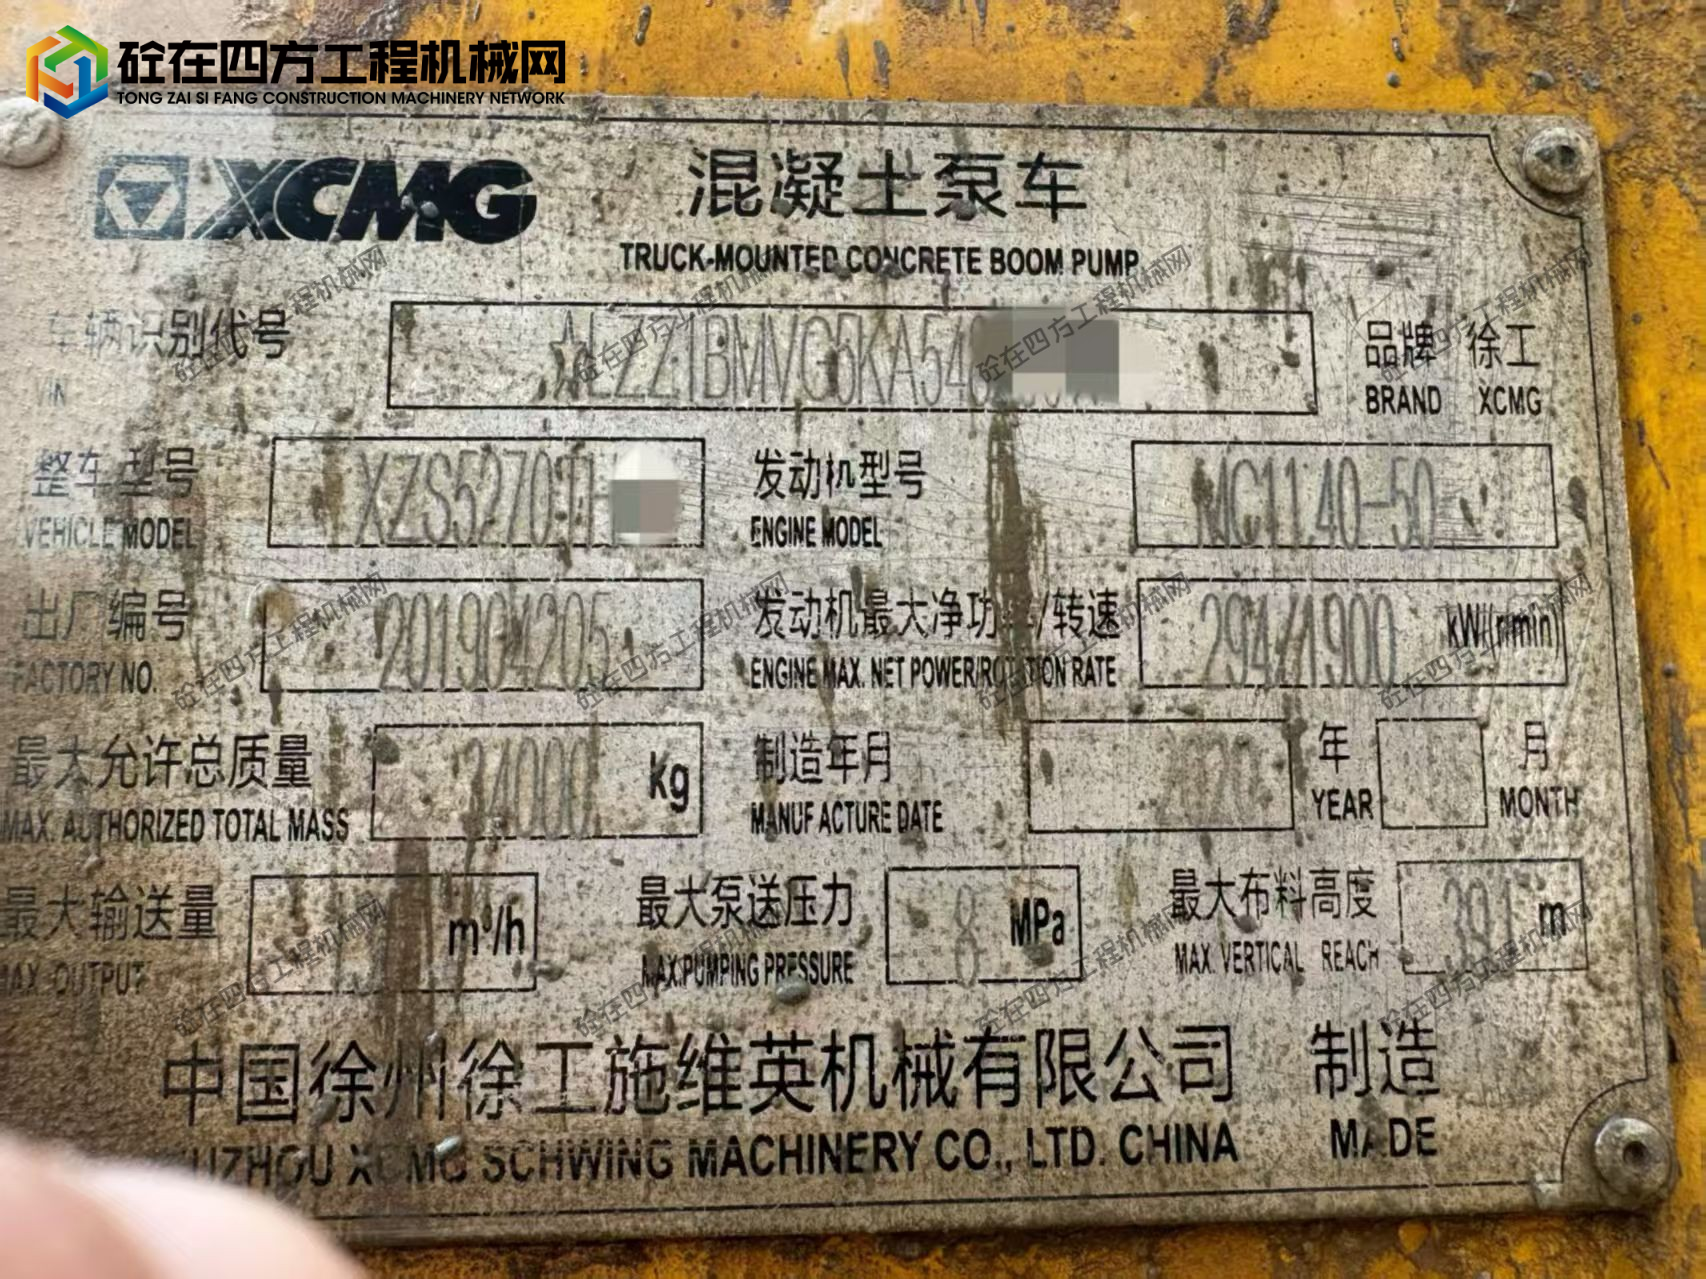 砼在四方工程机械网
TONG ZAI SI FANG CONSTRUCTION MACHINERY NETWORK
XCMG 混凝土泵车
TRUCK-MOUNTED CONCRETE BOOM PUMP
车辆识别代号 ☆LZZ1BMVG5KA54 品牌 徐工
VIN BRAND XCMG
整车型号 XZS5270TH 发动机型号 MC11.40-50
VEHICLE MODEL ENGINE MODEL
出厂编号 201904205 发动机最大净功率/转速 294/1900 kW/(r/min)
FACTORY NO. ENGINE MAX. NET POWER/ROTATION RATE
最大允许总质量 34000 kg 制造年月 年 月
MAX. AUTHORIZED TOTAL MASS MANUFACTURE DATE YEAR MONTH
最大输送量 m³/h 最大泵送压力 8 MPa 最大布料高度 m
MAX. OUTPUT MAX.PUMPING PRESSURE MAX. VERTICAL REACH
中国徐州徐工施维英机械有限公司 制造
XUZHOU XCMG SCHWING MACHINERY CO., LTD. CHINA MADE